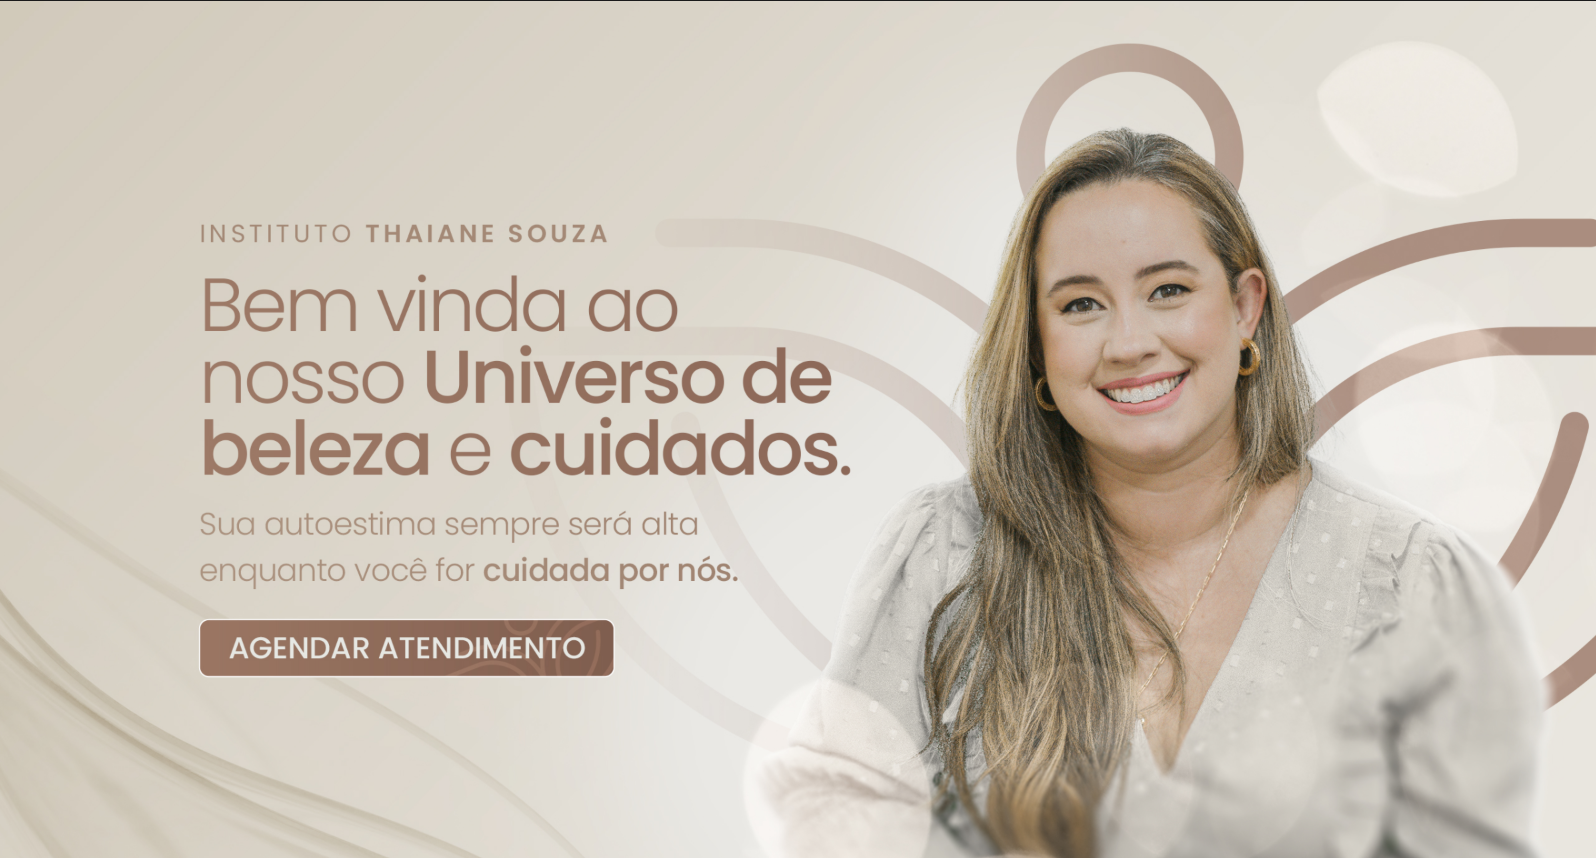 INSTITUTO THAIANE SOUZA
Bem vinda ao
nosso Universo de
beleza e cuidados.
Sua autoestima sempre será alta
enquanto você for cuidada por nós.
AGENDAR ATENDIMENTO